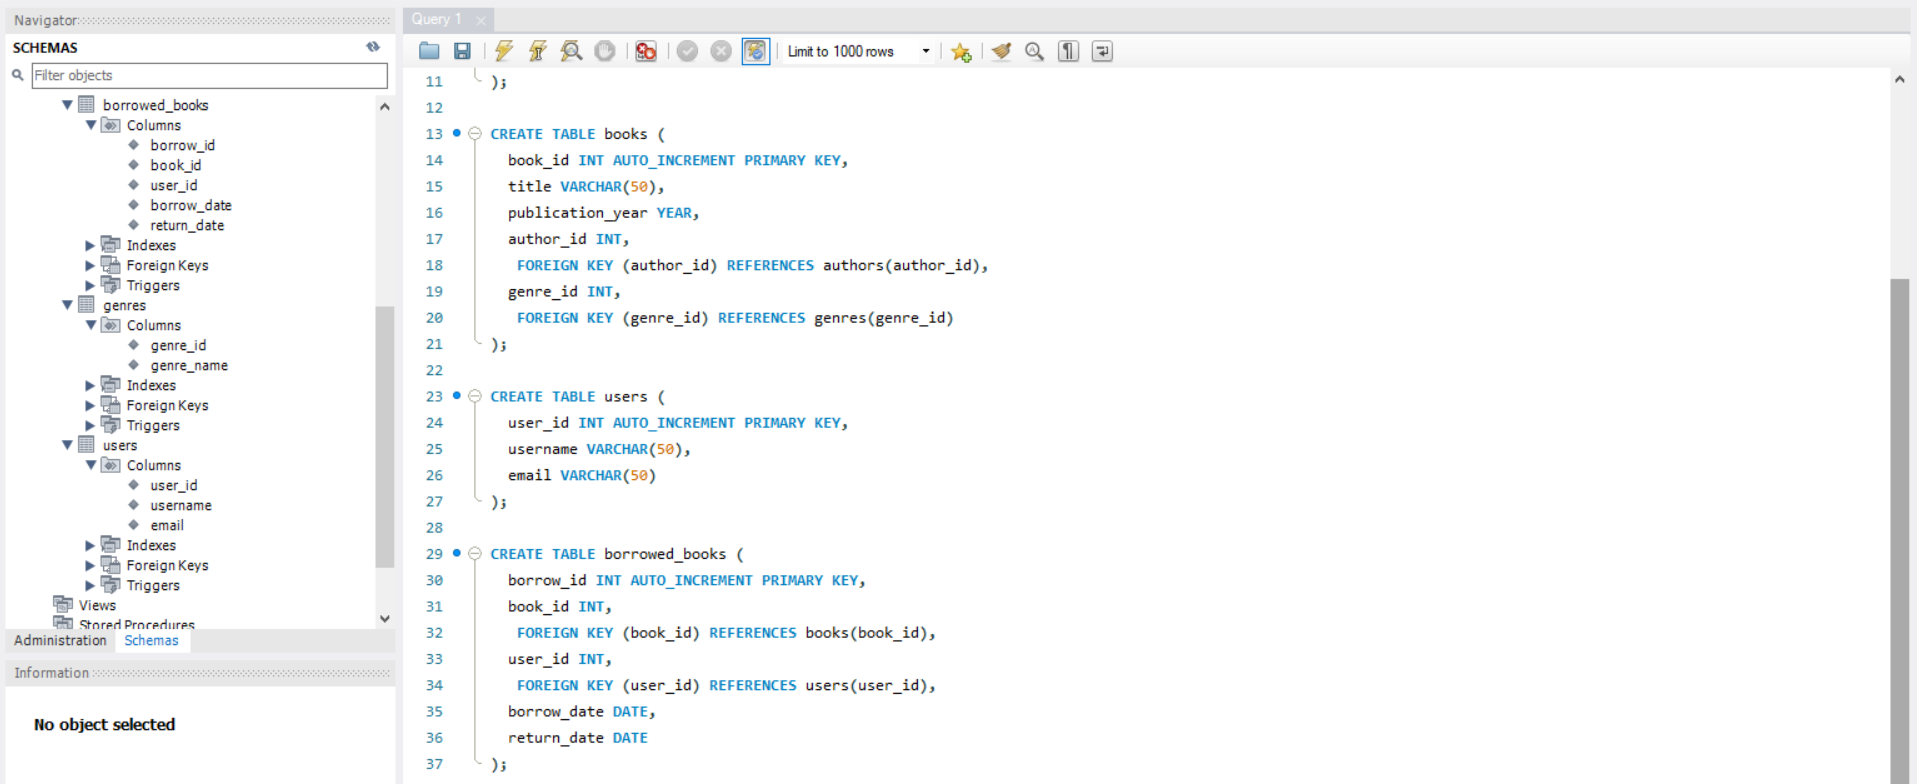 Navigator
SCHEMAS
Filter objects
borrowed_books
Columns
borrow_id
book_id
user_id
borrow_date
return_date
Indexes
Foreign Keys
Triggers
genres
Columns
genre_id
genre_name
Indexes
Foreign Keys
Triggers
users
Columns
user_id
username
email
Indexes
Foreign Keys
Triggers
Views
Stored Procedures
Administration Schemas
Information
No object selected
Query 1
Limit to 1000 rows
11 );
12
13 CREATE TABLE books (
14 book_id INT AUTO_INCREMENT PRIMARY KEY,
15 title VARCHAR(50),
16 publication_year YEAR,
17 author_id INT,
18 FOREIGN KEY (author_id) REFERENCES authors(author_id),
19 genre_id INT,
20 FOREIGN KEY (genre_id) REFERENCES genres(genre_id)
21 );
22
23 CREATE TABLE users (
24 user_id INT AUTO_INCREMENT PRIMARY KEY,
25 username VARCHAR(50),
26 email VARCHAR(50)
27 );
28
29 CREATE TABLE borrowed_books (
30 borrow_id INT AUTO_INCREMENT PRIMARY KEY,
31 book_id INT,
32 FOREIGN KEY (book_id) REFERENCES books(book_id),
33 user_id INT,
34 FOREIGN KEY (user_id) REFERENCES users(user_id),
35 borrow_date DATE,
36 return_date DATE
37 );